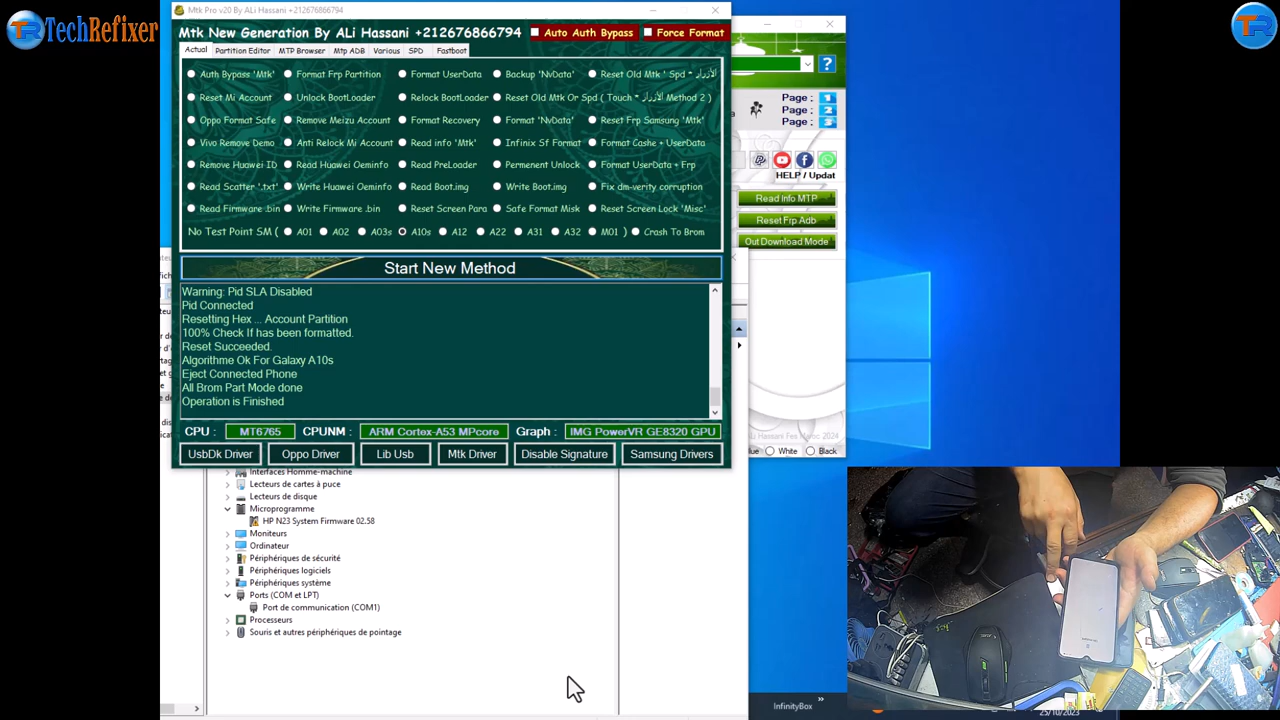 TechRefixer
Mtk Pro v20 By ALi Hassani +212676866794
Mtk New Generation By ALi Hassani +212676866794
Auto Auth Bypass
Force Format
Actual
Partition Editor
MTP Browser
Mtp ADB
Various
SPD
Fastboot
Auth Bypass 'Mtk'
Format Frp Partition
Format UserData
Backup 'NvData'
Reset Old Mtk ' Spd * الأزرار
Reset Mi Account
Unlock BootLoader
Relock BootLoader
Reset Old Mtk Or Spd ( Touch * الأزرار Method 2 )
Oppo Format Safe
Remove Meizu Account
Format Recovery
Format 'NvData'
Reset Frp Samsung 'Mtk'
Vivo Remove Demo
Anti Relock Mi Account
Read info 'Mtk'
Infinix Sf Format
Format Cashe + UserData
Remove Huawei ID
Read Huawei Oeminfo
Read PreLoader
Permenent Unlock
Format UserData + Frp
Read Scatter '.txt'
Write Huawei Oeminfo
Read Boot.img
Write Boot.img
Fix dm-verity corruption
Read Firmware .bin
Write Firmware .bin
Reset Screen Para
Safe Format Misk
Reset Screen Lock 'Misc'
No Test Point SM ( A01 A02 A03s A10s A12 A22 A31 A32 M01 ) Crash To Brom
Start New Method
Warning: Pid SLA Disabled
Pid Connected
Resetting Hex ... Account Partition
100% Check If has been formatted.
Reset Succeeded.
Algorithme Ok For Galaxy A10s
Eject Connected Phone
All Brom Part Mode done
Operation is Finished
CPU : MT6765 CPUNM : ARM Cortex-A53 MPcore Graph : IMG PowerVR GE8320 GPU
UsbDk Driver
Oppo Driver
Lib Usb
Mtk Driver
Disable Signature
Samsung Drivers
Page : 1
Page : 2
Page : 3
HELP / Updat
Read Info MTP
Reset Frp Adb
Out Download Mode
Hassani Fes Maroc 2024
White
Black
Interfaces Homme-machine
Lecteurs de cartes à puce
Lecteurs de disque
Microprogramme
HP N23 System Firmware 02.58
Moniteurs
Ordinateur
Périphériques de sécurité
Périphériques logiciels
Périphériques système
Ports (COM et LPT)
Port de communication (COM1)
Processeurs
Souris et autres périphériques de pointage
InfinityBox
25/10/2023